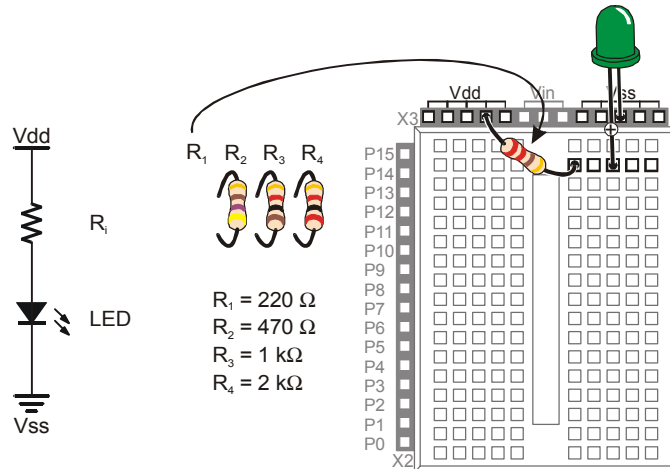 Vdd
R₁ R₂ R₃ R₄
Rᵢ
LED
Vss
R₁ = 220 Ω
R₂ = 470 Ω
R₃ = 1 kΩ
R₄ = 2 kΩ
Vdd Vin Vss
X3
+
P15
P14
P13
P12
P11
P10
P9
P8
P7
P6
P5
P4
P3
P2
P1
P0
X2